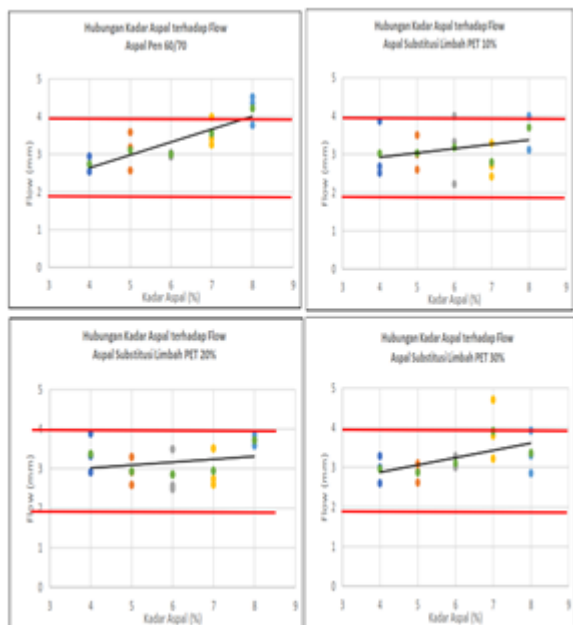 Hubungan Kadar Aspal terhadap Flow
Aspal Pen 60/70
5
4
3
2
1
0
Flow (mm)
3 4 5 6 7 8 9
Kadar Aspal (%)
Hubungan Kadar Aspal terhadap Flow
Aspal Substitusi Limbah PET 10%
5
4
3
2
1
0
Flow (mm)
3 4 5 6 7 8 9
Kadar Aspal (%)
Hubungan Kadar Aspal terhadap Flow
Aspal Substitusi Limbah PET 20%
5
4
3
2
1
0
Flow (mm)
3 4 5 6 7 8 9
Kadar Aspal (%)
Hubungan Kadar Aspal terhadap Flow
Aspal Substitusi Limbah PET 30%
5
4
3
2
1
0
Flow (mm)
3 4 5 6 7 8 9
Kadar Aspal (%)